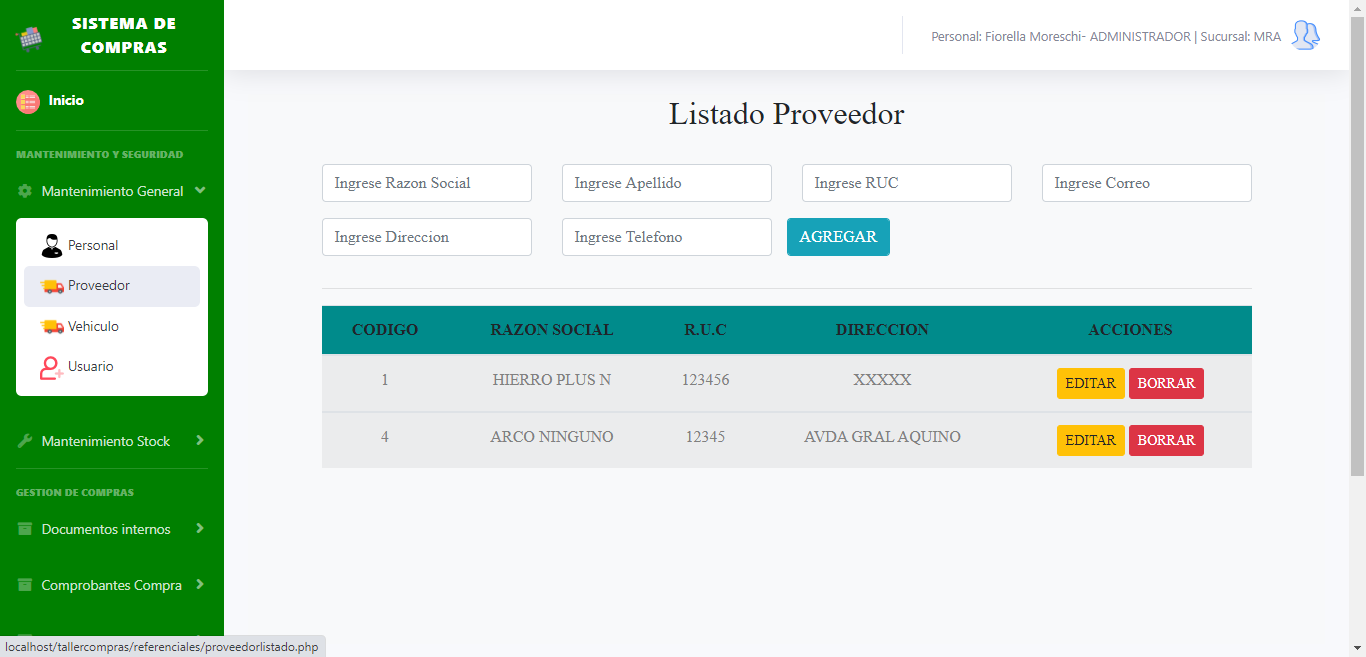 SISTEMA DE
COMPRAS
Personal: Fiorella Moreschi- ADMINISTRADOR | Sucursal: MRA
Inicio
MANTENIMIENTO Y SEGURIDAD
Mantenimiento General
Personal
Proveedor
Vehiculo
Usuario
Mantenimiento Stock
GESTION DE COMPRAS
Documentos internos
Comprobantes Compra
Listado Proveedor
Ingrese Razon Social Ingrese Apellido Ingrese RUC Ingrese Correo
Ingrese Direccion Ingrese Telefono AGREGAR
CODIGO RAZON SOCIAL R.U.C DIRECCION ACCIONES
1 HIERRO PLUS N 123456 XXXXX EDITAR BORRAR
4 ARCO NINGUNO 12345 AVDA GRAL AQUINO EDITAR BORRAR
localhost/tallercompras/referenciales/proveedorlistado.php